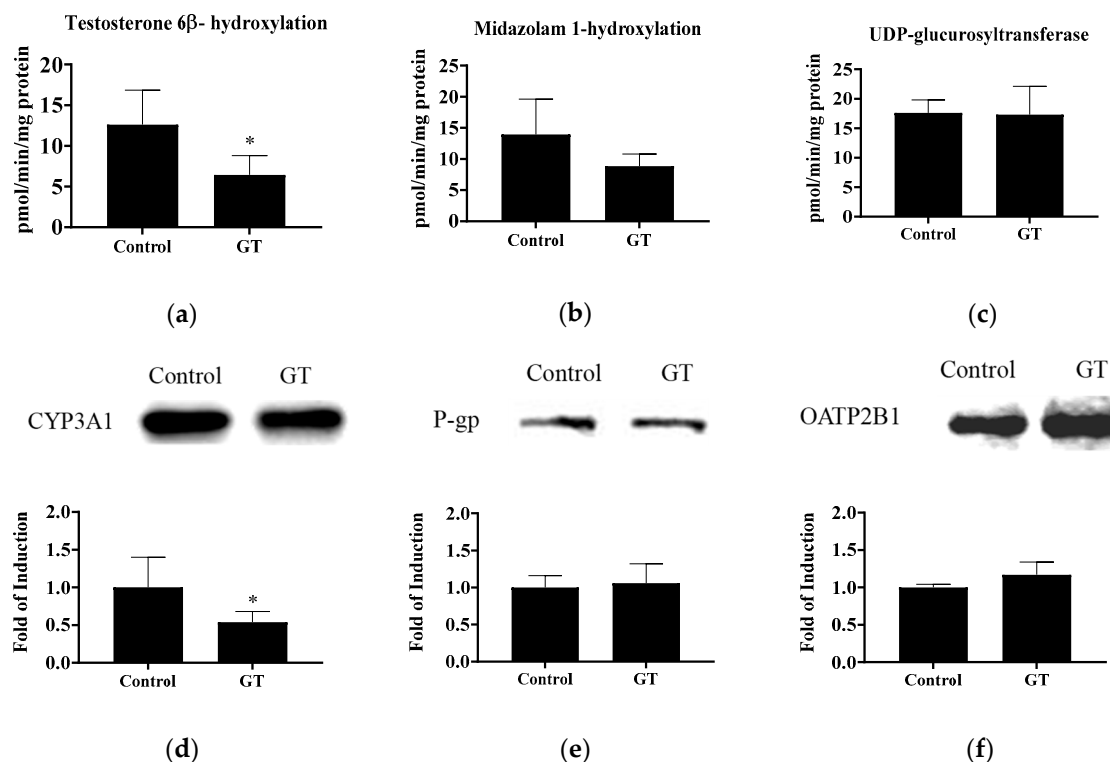 Testosterone 6β- hydroxylation
pmol/min/mg protein
20
15
10
5
0
*
Control GT
(a)
Midazolam 1-hydroxylation
pmol/min/mg protein
25
20
15
10
5
0
Control GT
(b)
UDP-glucurosyltransferase
pmol/min/mg protein
25
20
15
10
5
0
Control GT
(c)
Control GT
CYP3A1
Fold of Induction
2.0
1.5
1.0
0.5
0.0
*
Control GT
(d)
Control GT
P-gp
Fold of Induction
2.0
1.5
1.0
0.5
0.0
Control GT
(e)
Control GT
OATP2B1
Fold of Induction
2.0
1.5
1.0
0.5
0.0
Control GT
(f)